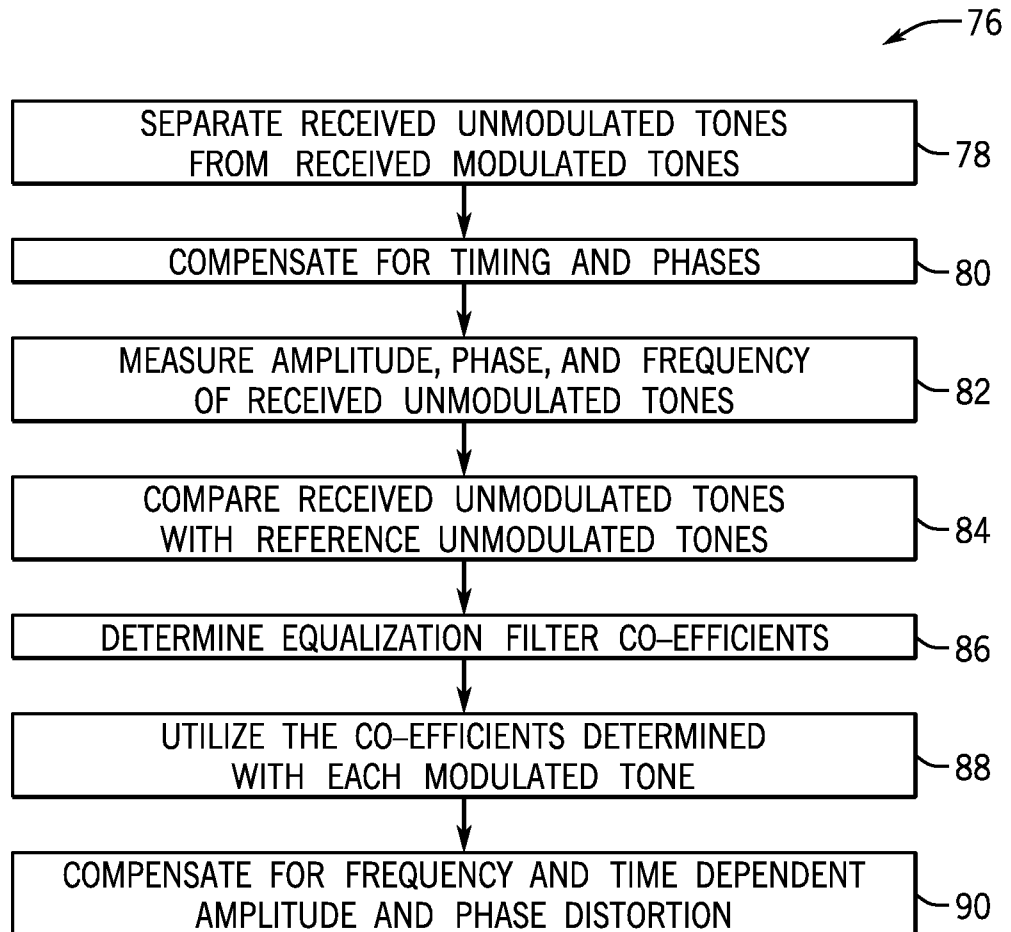 76
SEPARATE RECEIVED UNMODULATED TONES
FROM RECEIVED MODULATED TONES
78
COMPENSATE FOR TIMING AND PHASES
80
MEASURE AMPLITUDE, PHASE, AND FREQUENCY
OF RECEIVED UNMODULATED TONES
82
COMPARE RECEIVED UNMODULATED TONES
WITH REFERENCE UNMODULATED TONES
84
DETERMINE EQUALIZATION FILTER CO–EFFICIENTS
86
UTILIZE THE CO–EFFICIENTS DETERMINED
WITH EACH MODULATED TONE
88
COMPENSATE FOR FREQUENCY AND TIME DEPENDENT
AMPLITUDE AND PHASE DISTORTION
90